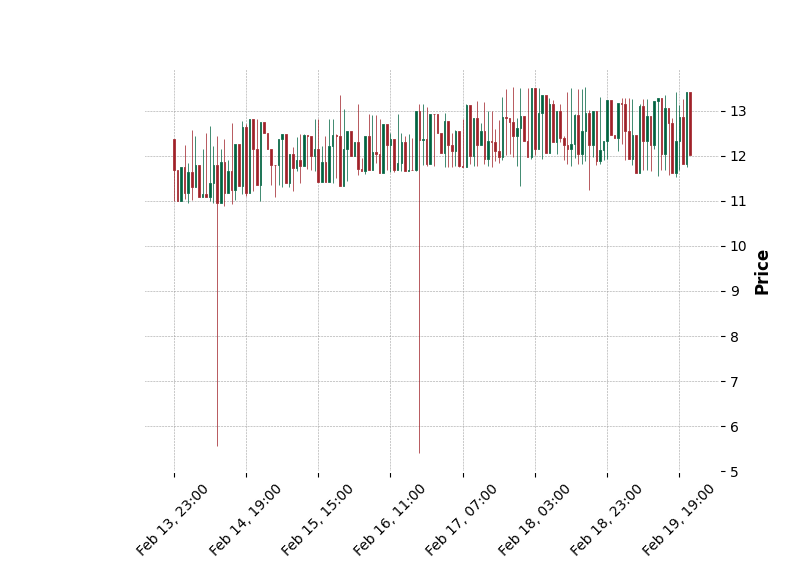 13
12
11
10
9
8
7
6
5
Price
Feb 13, 23:00
Feb 14, 19:00
Feb 15, 15:00
Feb 16, 11:00
Feb 17, 07:00
Feb 18, 03:00
Feb 18, 23:00
Feb 19, 19:00